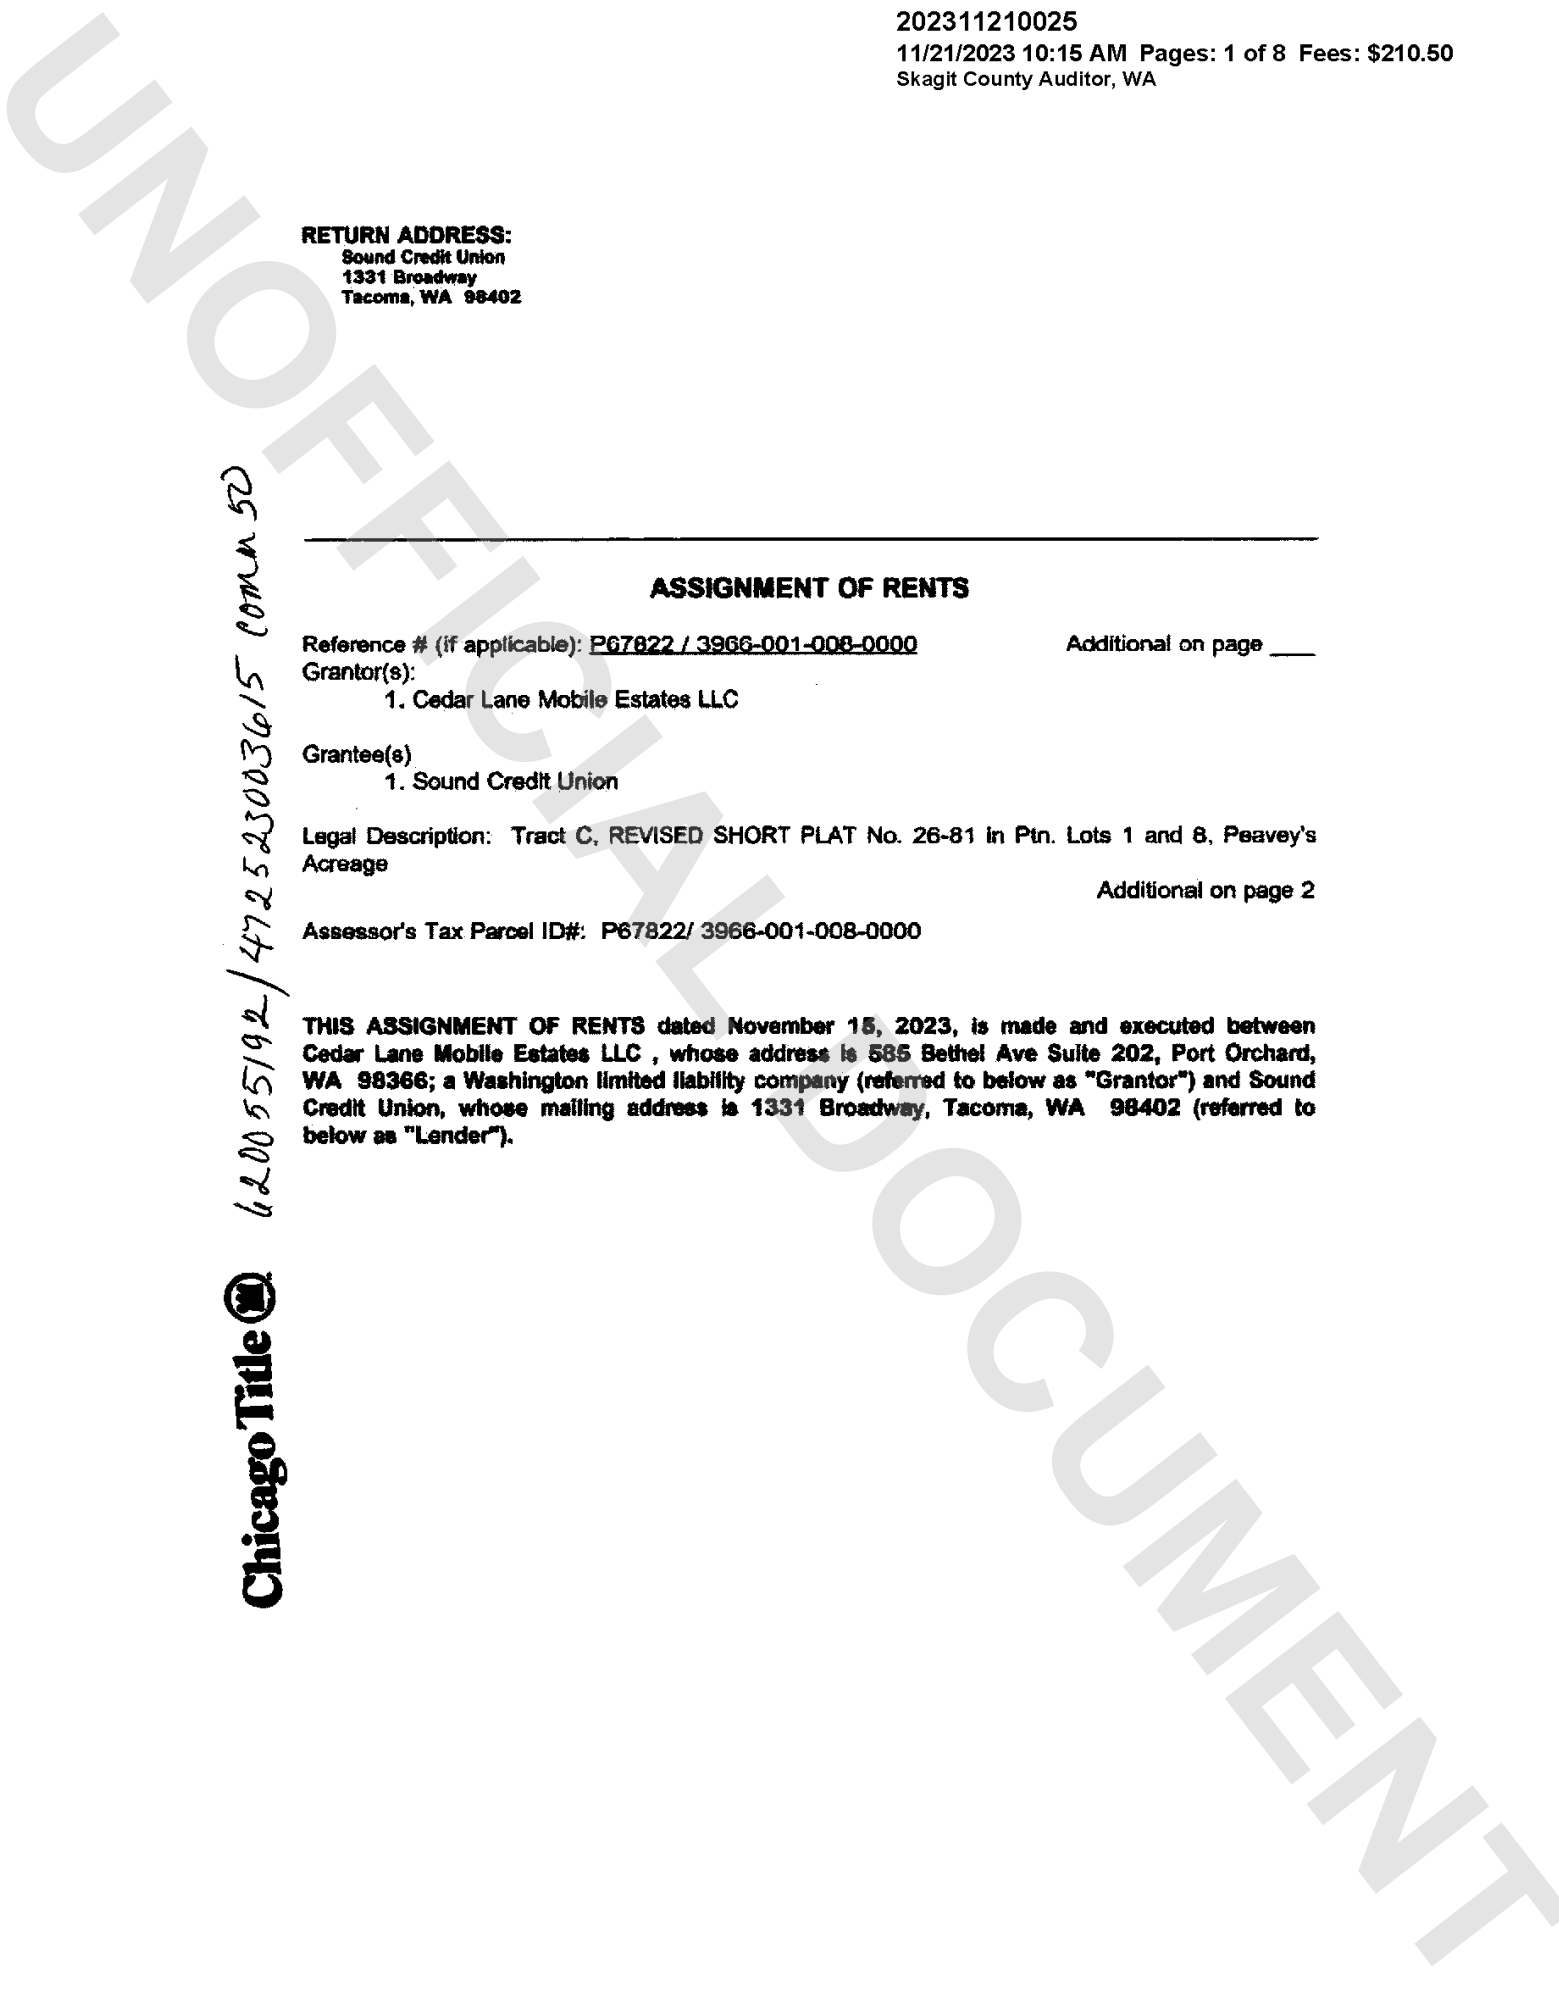 202311210025
11/21/2023 10:15 AM Pages: 1 of 8 Fees: $210.50
Skagit County Auditor, WA
RETURN ADDRESS:
Sound Credit Union
1331 Broadway
Tacoma, WA 98402
ASSIGNMENT OF RENTS
Reference # (if applicable): P67822 / 3966-001-008-0000 Additional on page ___
Grantor(s):
1. Cedar Lane Mobile Estates LLC
Grantee(s)
1. Sound Credit Union
Legal Description: Tract C, REVISED SHORT PLAT No. 26-81 in Ptn. Lots 1 and 8, Peavey's
Acreage
Additional on page 2
Assessor's Tax Parcel ID#: P67822/ 3966-001-008-0000
THIS ASSIGNMENT OF RENTS dated November 15, 2023, is made and executed between
Cedar Lane Mobile Estates LLC , whose address is 585 Bethel Ave Suite 202, Port Orchard,
WA 98366; a Washington limited liability company (referred to below as "Grantor") and Sound
Credit Union, whose mailing address is 1331 Broadway, Tacoma, WA 98402 (referred to
below as "Lender").
Chicago Title 620055192/472523003615 comm 50
UNOFFICIAL DOCUMENT